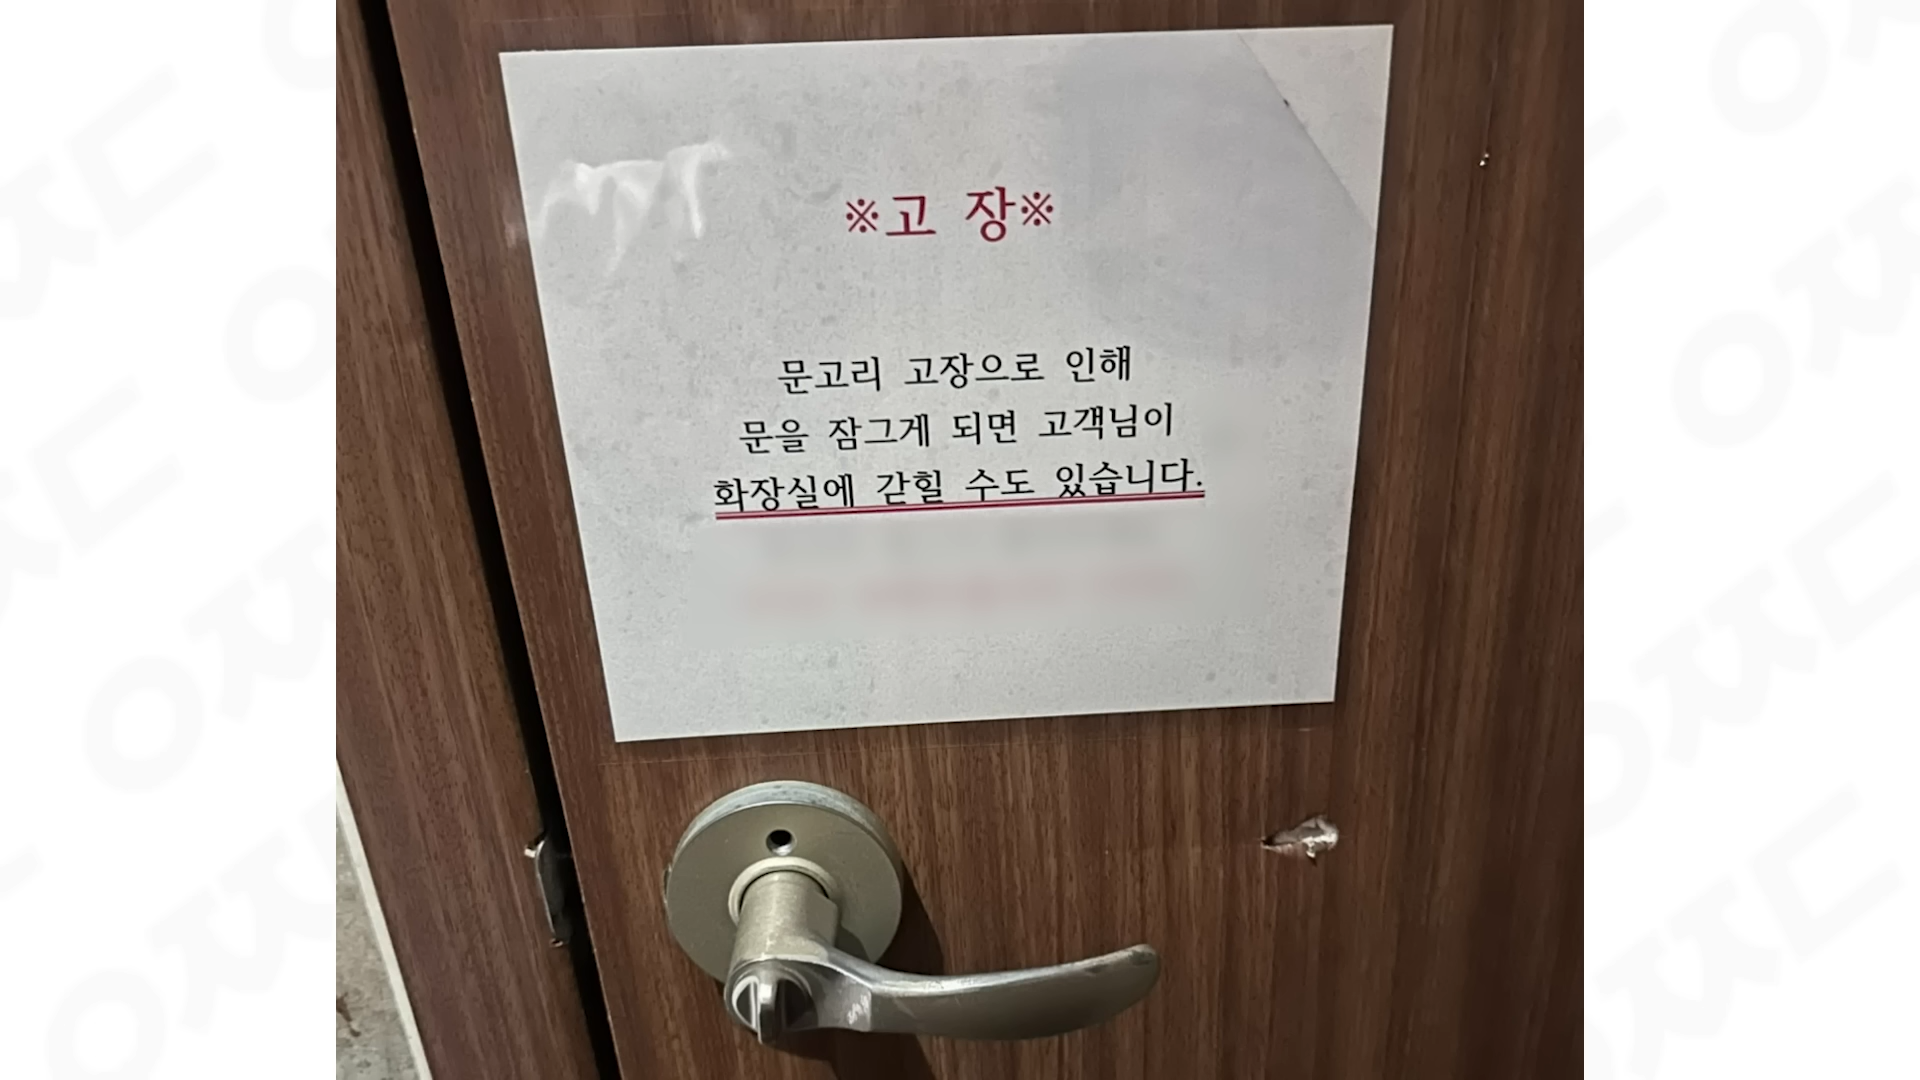 ※고 장※
문고리 고장으로 인해
문을 잠그게 되면 고객님이
화장실에 갇힐 수도 있습니다.